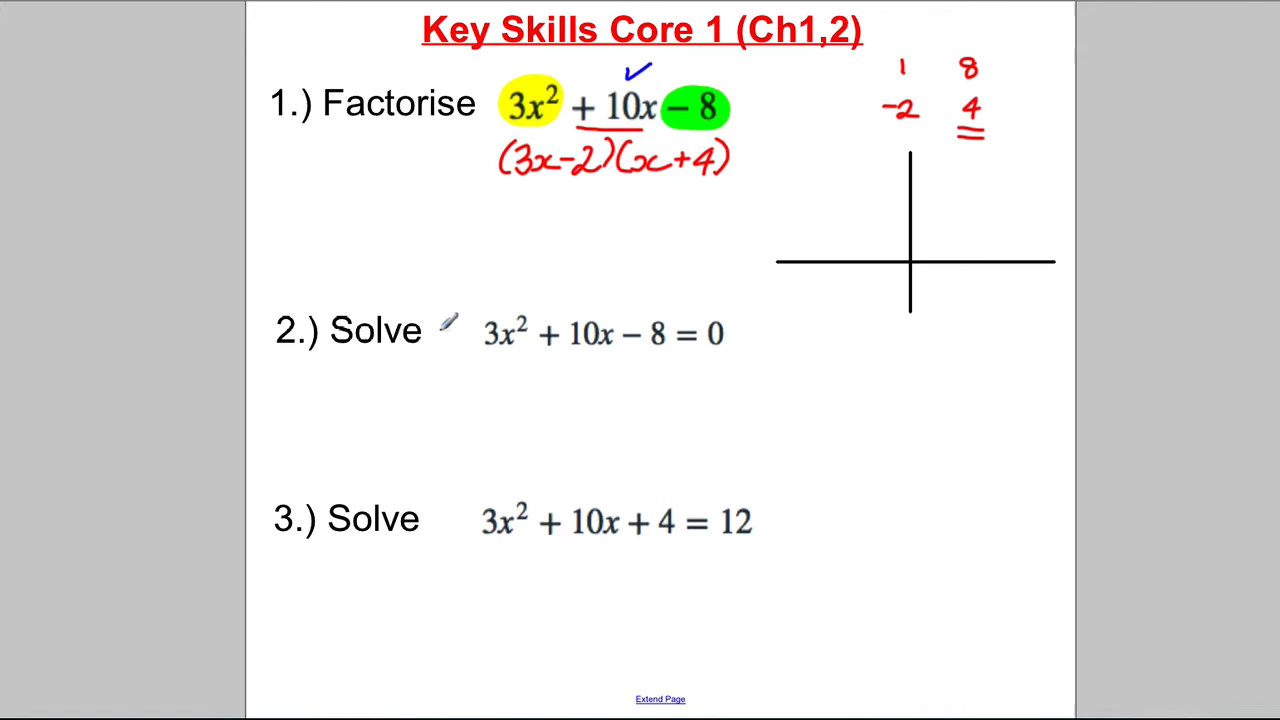 Key Skills Core 1 (Ch1,2)
1 8
1.) Factorise 3x² + 10x − 8
-2 4
(3x-2)(x+4)
2.) Solve 3x² + 10x − 8 = 0
3.) Solve 3x² + 10x + 4 = 12
Extend Page